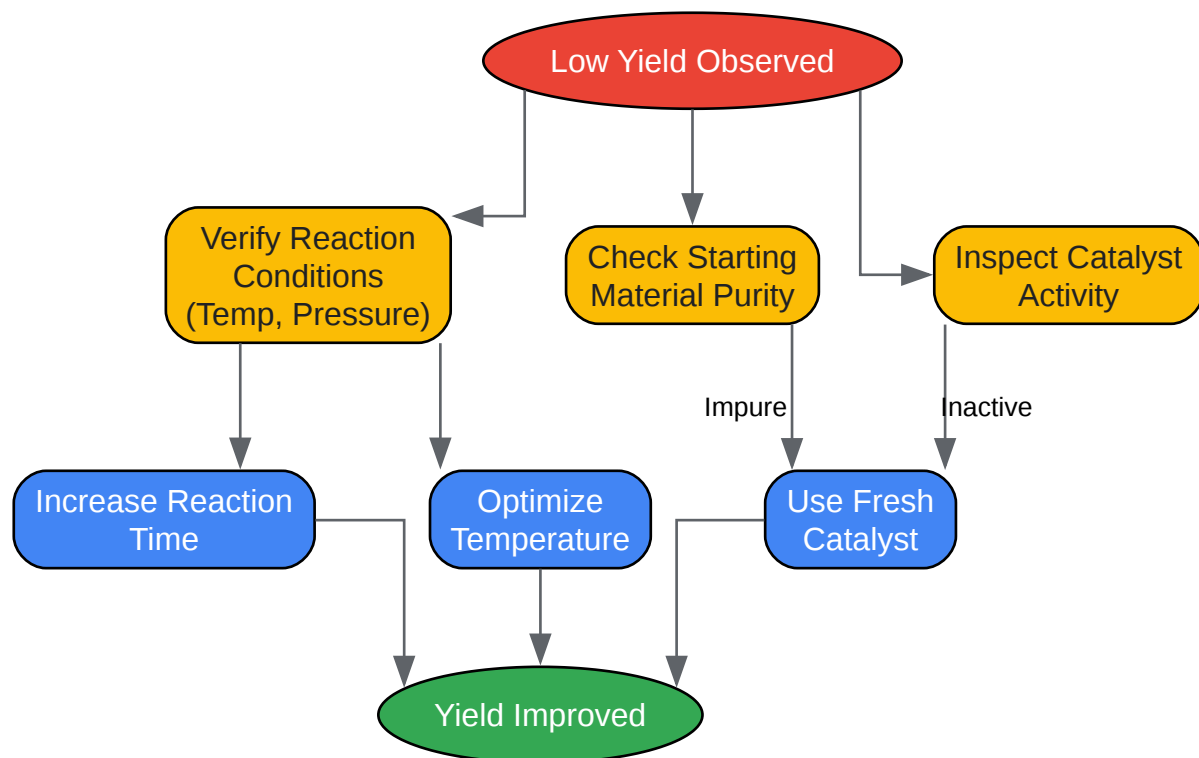 Low Yield Observed
Verify Reaction
Conditions
(Temp, Pressure)
Check Starting
Material Purity
Inspect Catalyst
Activity
Impure
Inactive
Increase Reaction
Time
Optimize
Temperature
Use Fresh
Catalyst
Yield Improved